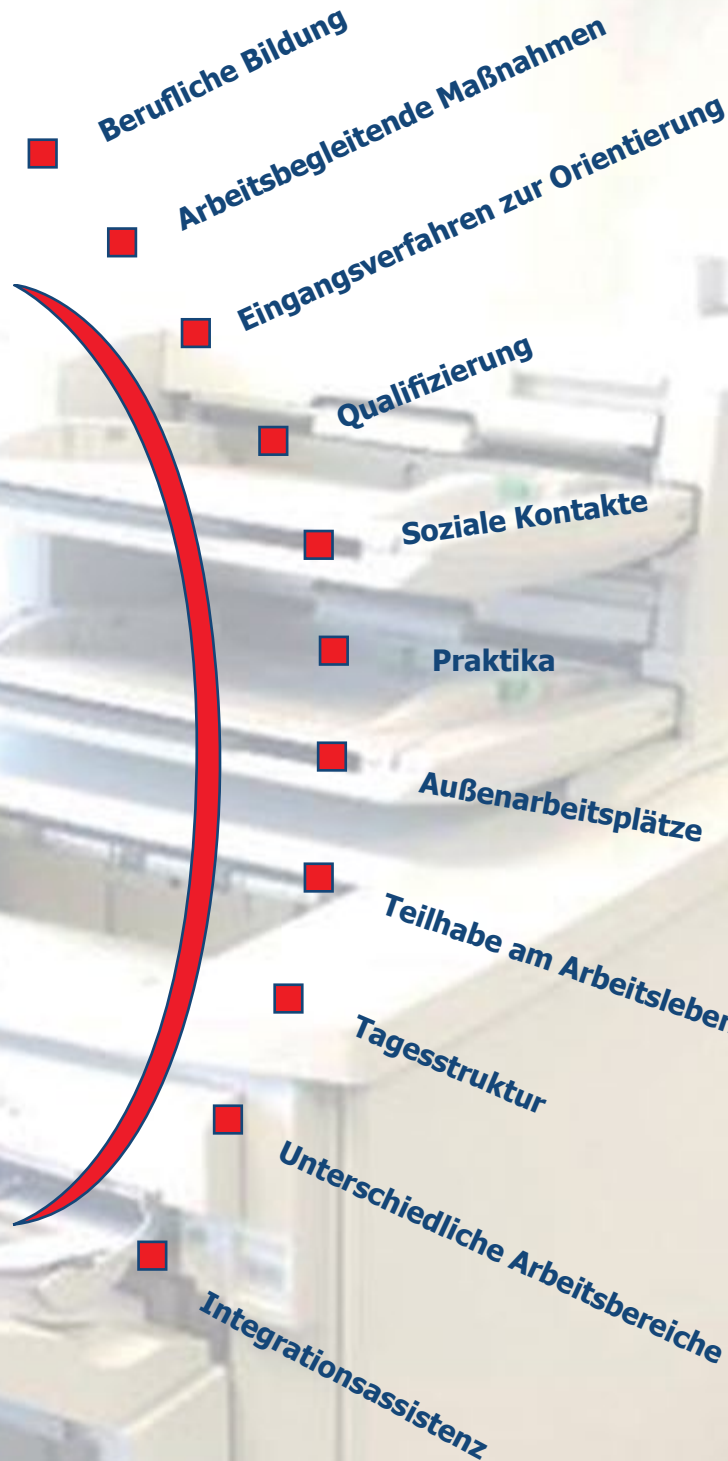 Berufliche Bildung
Arbeitsbegleitende Maßnahmen
Eingangsverfahren zur Orientierung
Qualifizierung
Soziale Kontakte
Praktika
Außenarbeitsplätze
Teilhabe am Arbeitsleben
Tagesstruktur
Unterschiedliche Arbeitsbereiche
Integrationsassistenz